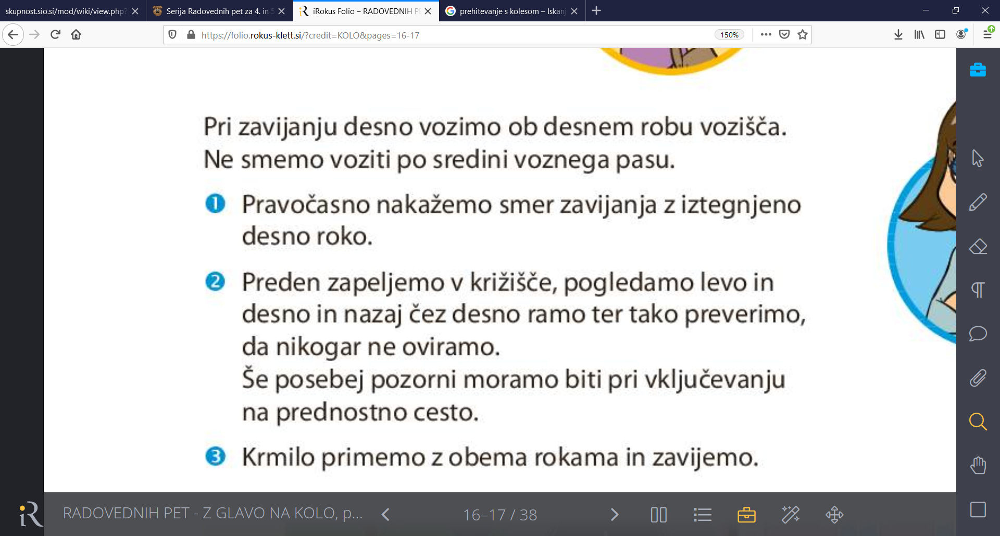 skupnost.sio.si/mod/wiki/view.php?
Serija Radovednih pet za 4. in 5
iRokus Folio – RADOVEDNIH PE
prehitevanje s kolesom – Iskanj
https://folio.rokus-klett.si/?credit=KOLO&pages=16-17
150%
Pri zavijanju desno vozimo ob desnem robu vozišča.
Ne smemo voziti po sredini voznega pasu.
1 Pravočasno nakažemo smer zavijanja z iztegnjeno
desno roko.
2 Preden zapeljemo v križišče, pogledamo levo in
desno in nazaj čez desno ramo ter tako preverimo,
da nikogar ne oviramo.
Še posebej pozorni moramo biti pri vključevanju
na prednostno cesto.
3 Krmilo primemo z obema rokama in zavijemo.
iR
RADOVEDNIH PET - Z GLAVO NA KOLO, p...
16–17 / 38